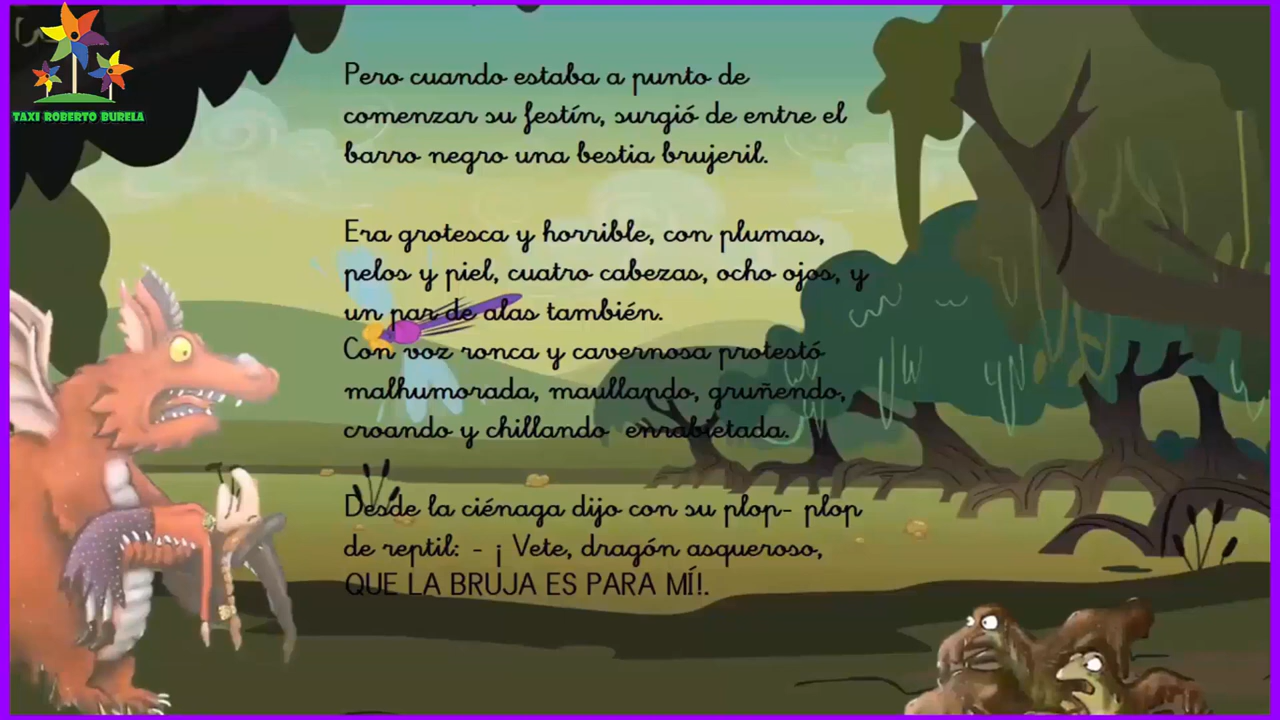 TAXI ROBERTO BURELA
Pero cuando estaba a punto de
comenzar su festín, surgió de entre el
barro negro una bestia brujeril.
Era grotesca y horrible, con plumas,
pelos y piel, cuatro cabezas, ocho ojos, y
un par de alas también.
Con voz ronca y cavernosa protestó
malhumorada, maullando, gruñendo,
croando y chillando enrabietada.
Desde la ciénaga dijo con su plop- plop
de reptil: - ¡ Vete, dragón asqueroso,
QUE LA BRUJA ES PARA MÍ!.